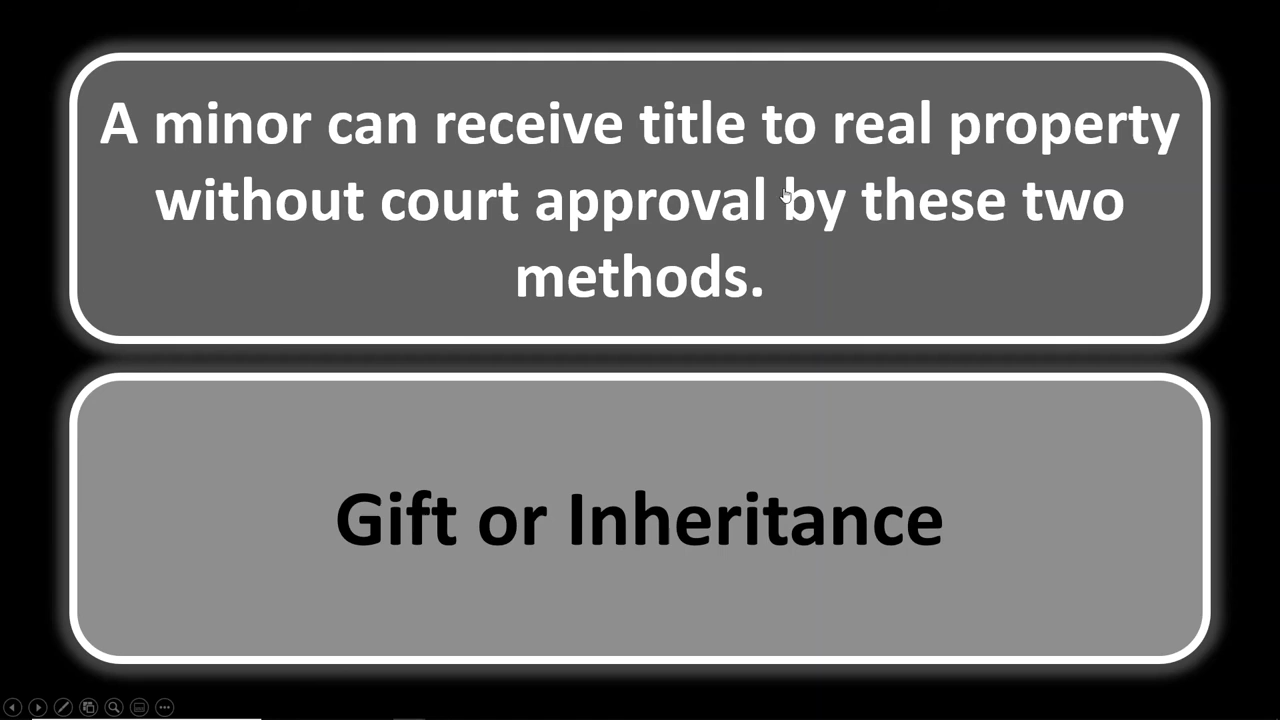 A minor can receive title to real property
without court approval by these two
methods.
Gift or Inheritance